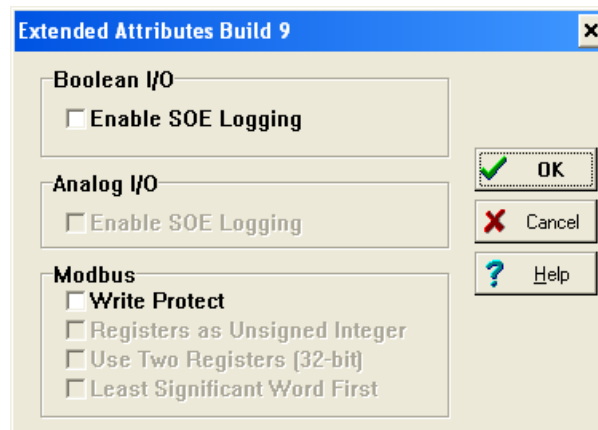 Extended Attributes Build 9
Boolean I/O
Enable SOE Logging
OK
Analog I/O
Enable SOE Logging
Cancel
Modbus
Write Protect
Help
Registers as Unsigned Integer
Use Two Registers (32-bit)
Least Significant Word First